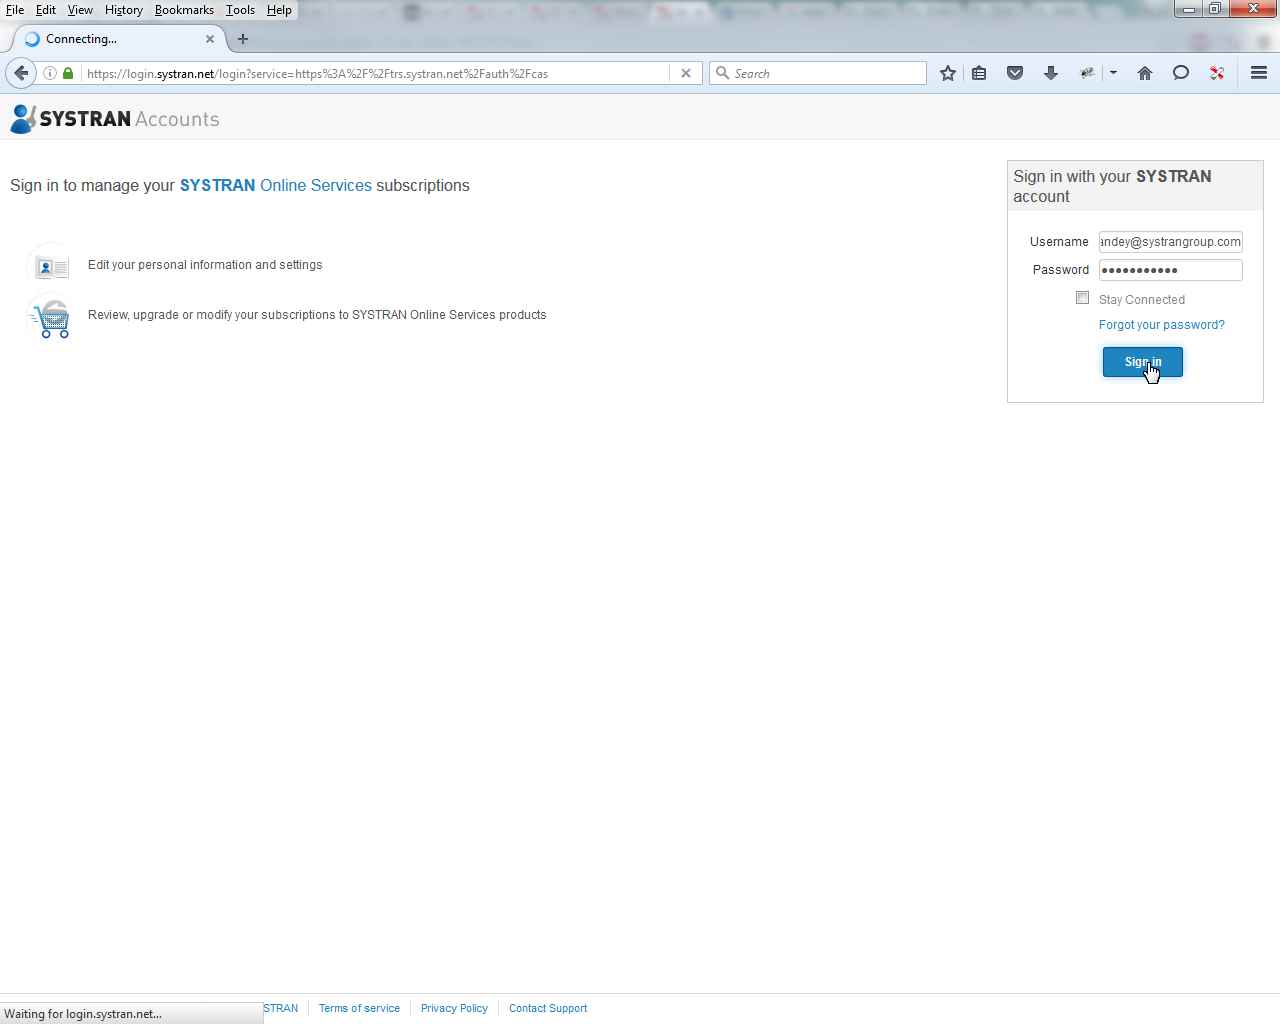 File Edit View History Bookmarks Tools Help
Connecting...
https://login.systran.net/login?service=https%3A%2F%2Ftrs.systran.net%2Fauth%2Fcas
Search
SYSTRAN Accounts
Sign in to manage your SYSTRAN Online Services subscriptions
Edit your personal information and settings
Review, upgrade or modify your subscriptions to SYSTRAN Online Services products
Sign in with your SYSTRAN
account
Username andey@systrangroup.com
Password
Stay Connected
Forgot your password?
Sign in
STRAN Terms of service Privacy Policy Contact Support
Waiting for login.systran.net...